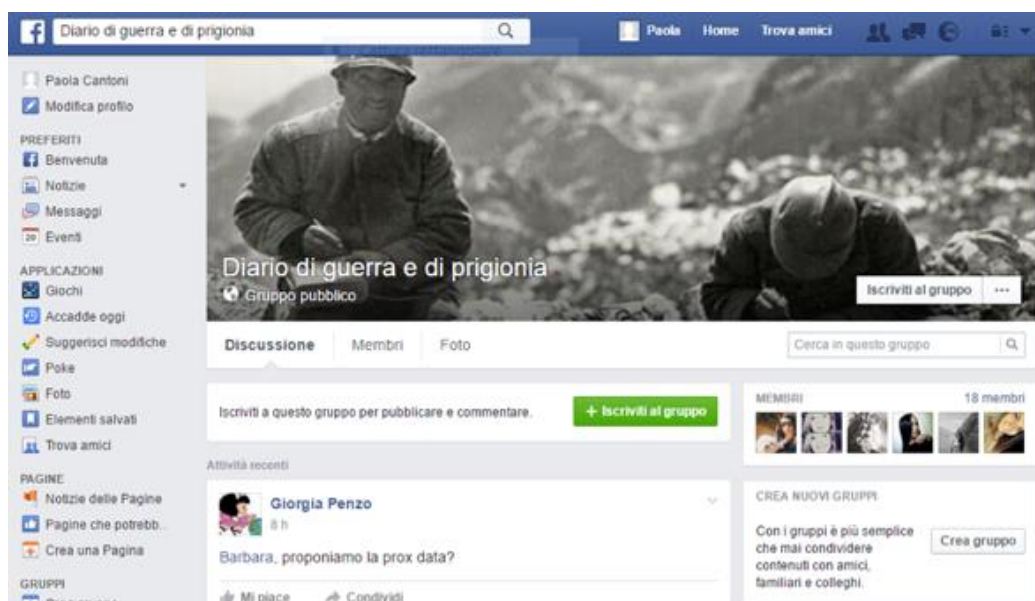 Diario di guerra e di prigionia
Paola Home Trova amici
Cattura rettangolare
Paola Cantoni
Modifica profilo
PREFERITI
Benvenuta
Notizie
Messaggi
20 Eventi
APPLICAZIONI
Giochi
Accadde oggi
Suggerisci modifiche
Poke
Foto
Elementi salvati
Trova amici
PAGINE
Notizie delle Pagine
Pagine che potrebb..
Crea una Pagina
GRUPPI
Diario di guerra e di prigionia
Gruppo pubblico
Iscriviti al gruppo ...
Discussione Membri Foto
Cerca in questo gruppo
Iscriviti a questo gruppo per pubblicare e commentare.
+ Iscriviti al gruppo
Attività recenti
Giorgia Penzo
8 h
Barbara, proponiamo la prox data?
Mi piace Condividi
MEMBRI 18 membri
CREA NUOVI GRUPPI
Con i gruppi è più semplice
che mai condividere
contenuti con amici,
familiari e colleghi.
Crea gruppo